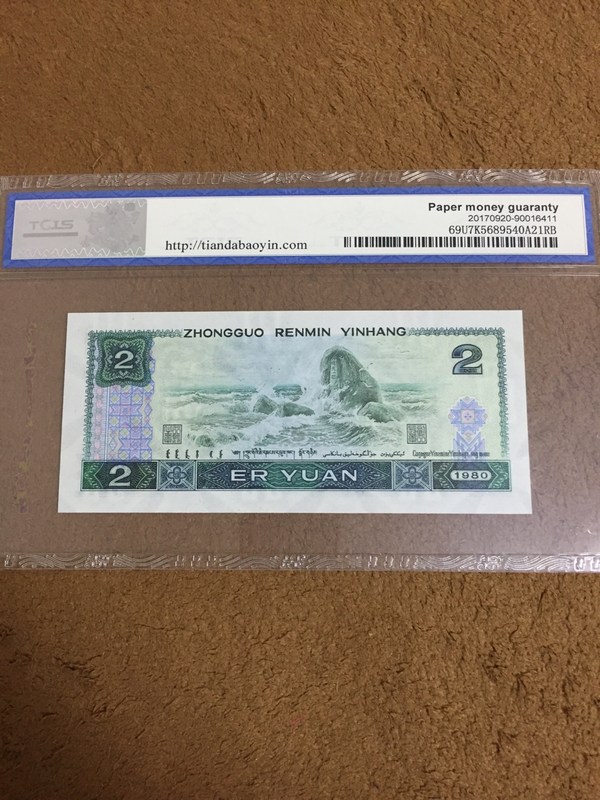 TCIS
Paper money guaranty
20170920-90016411
69U7K5689540A21RB
http://tiandabaoyin.com
ZHONGGUO RENMIN YINHANG
2
2
2
ER YUAN
1980